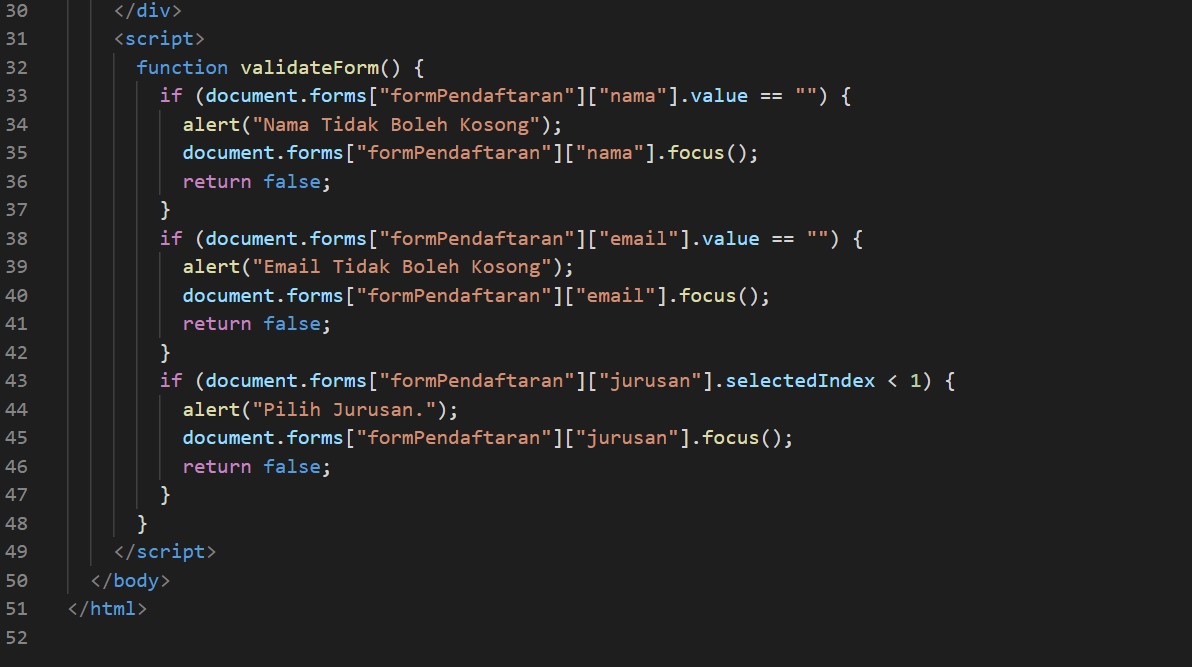 30 </div>
31 <script>
32 function validateForm() {
33 if (document.forms["formPendaftaran"]["nama"].value == "") {
34 alert("Nama Tidak Boleh Kosong");
35 document.forms["formPendaftaran"]["nama"].focus();
36 return false;
37 }
38 if (document.forms["formPendaftaran"]["email"].value == "") {
39 alert("Email Tidak Boleh Kosong");
40 document.forms["formPendaftaran"]["email"].focus();
41 return false;
42 }
43 if (document.forms["formPendaftaran"]["jurusan"].selectedIndex < 1) {
44 alert("Pilih Jurusan.");
45 document.forms["formPendaftaran"]["jurusan"].focus();
46 return false;
47 }
48 }
49 </script>
50 </body>
51 </html>
52